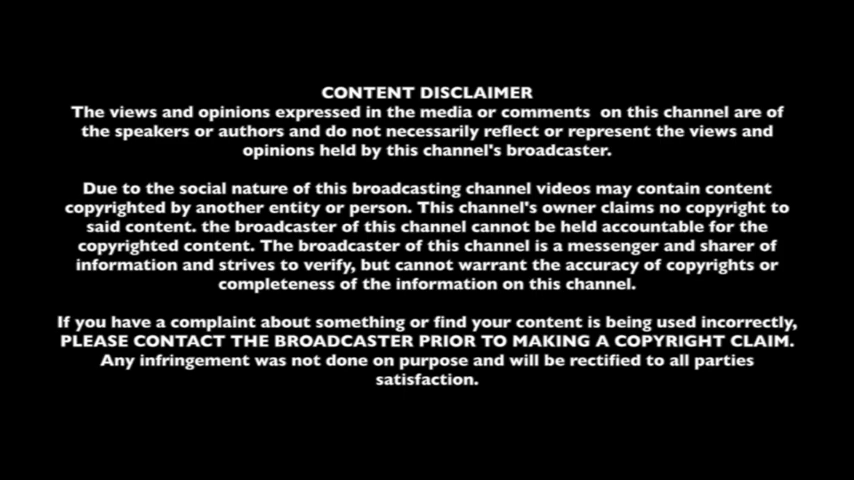 CONTENT DISCLAIMER
The views and opinions expressed in the media or comments  on this channel are of
the speakers or authors and do not necessarily reflect or represent the views and
opinions held by this channel's broadcaster.
Due to the social nature of this broadcasting channel videos may contain content
copyrighted by another entity or person. This channel's owner claims no copyright to
said content. the broadcaster of this channel cannot be held accountable for the
copyrighted content. The broadcaster of this channel is a messenger and sharer of
information and strives to verify, but cannot warrant the accuracy of copyrights or
completeness of the information on this channel.
If you have a complaint about something or find your content is being used incorrectly,
PLEASE CONTACT THE BROADCASTER PRIOR TO MAKING A COPYRIGHT CLAIM.
Any infringement was not done on purpose and will be rectified to all parties
satisfaction.